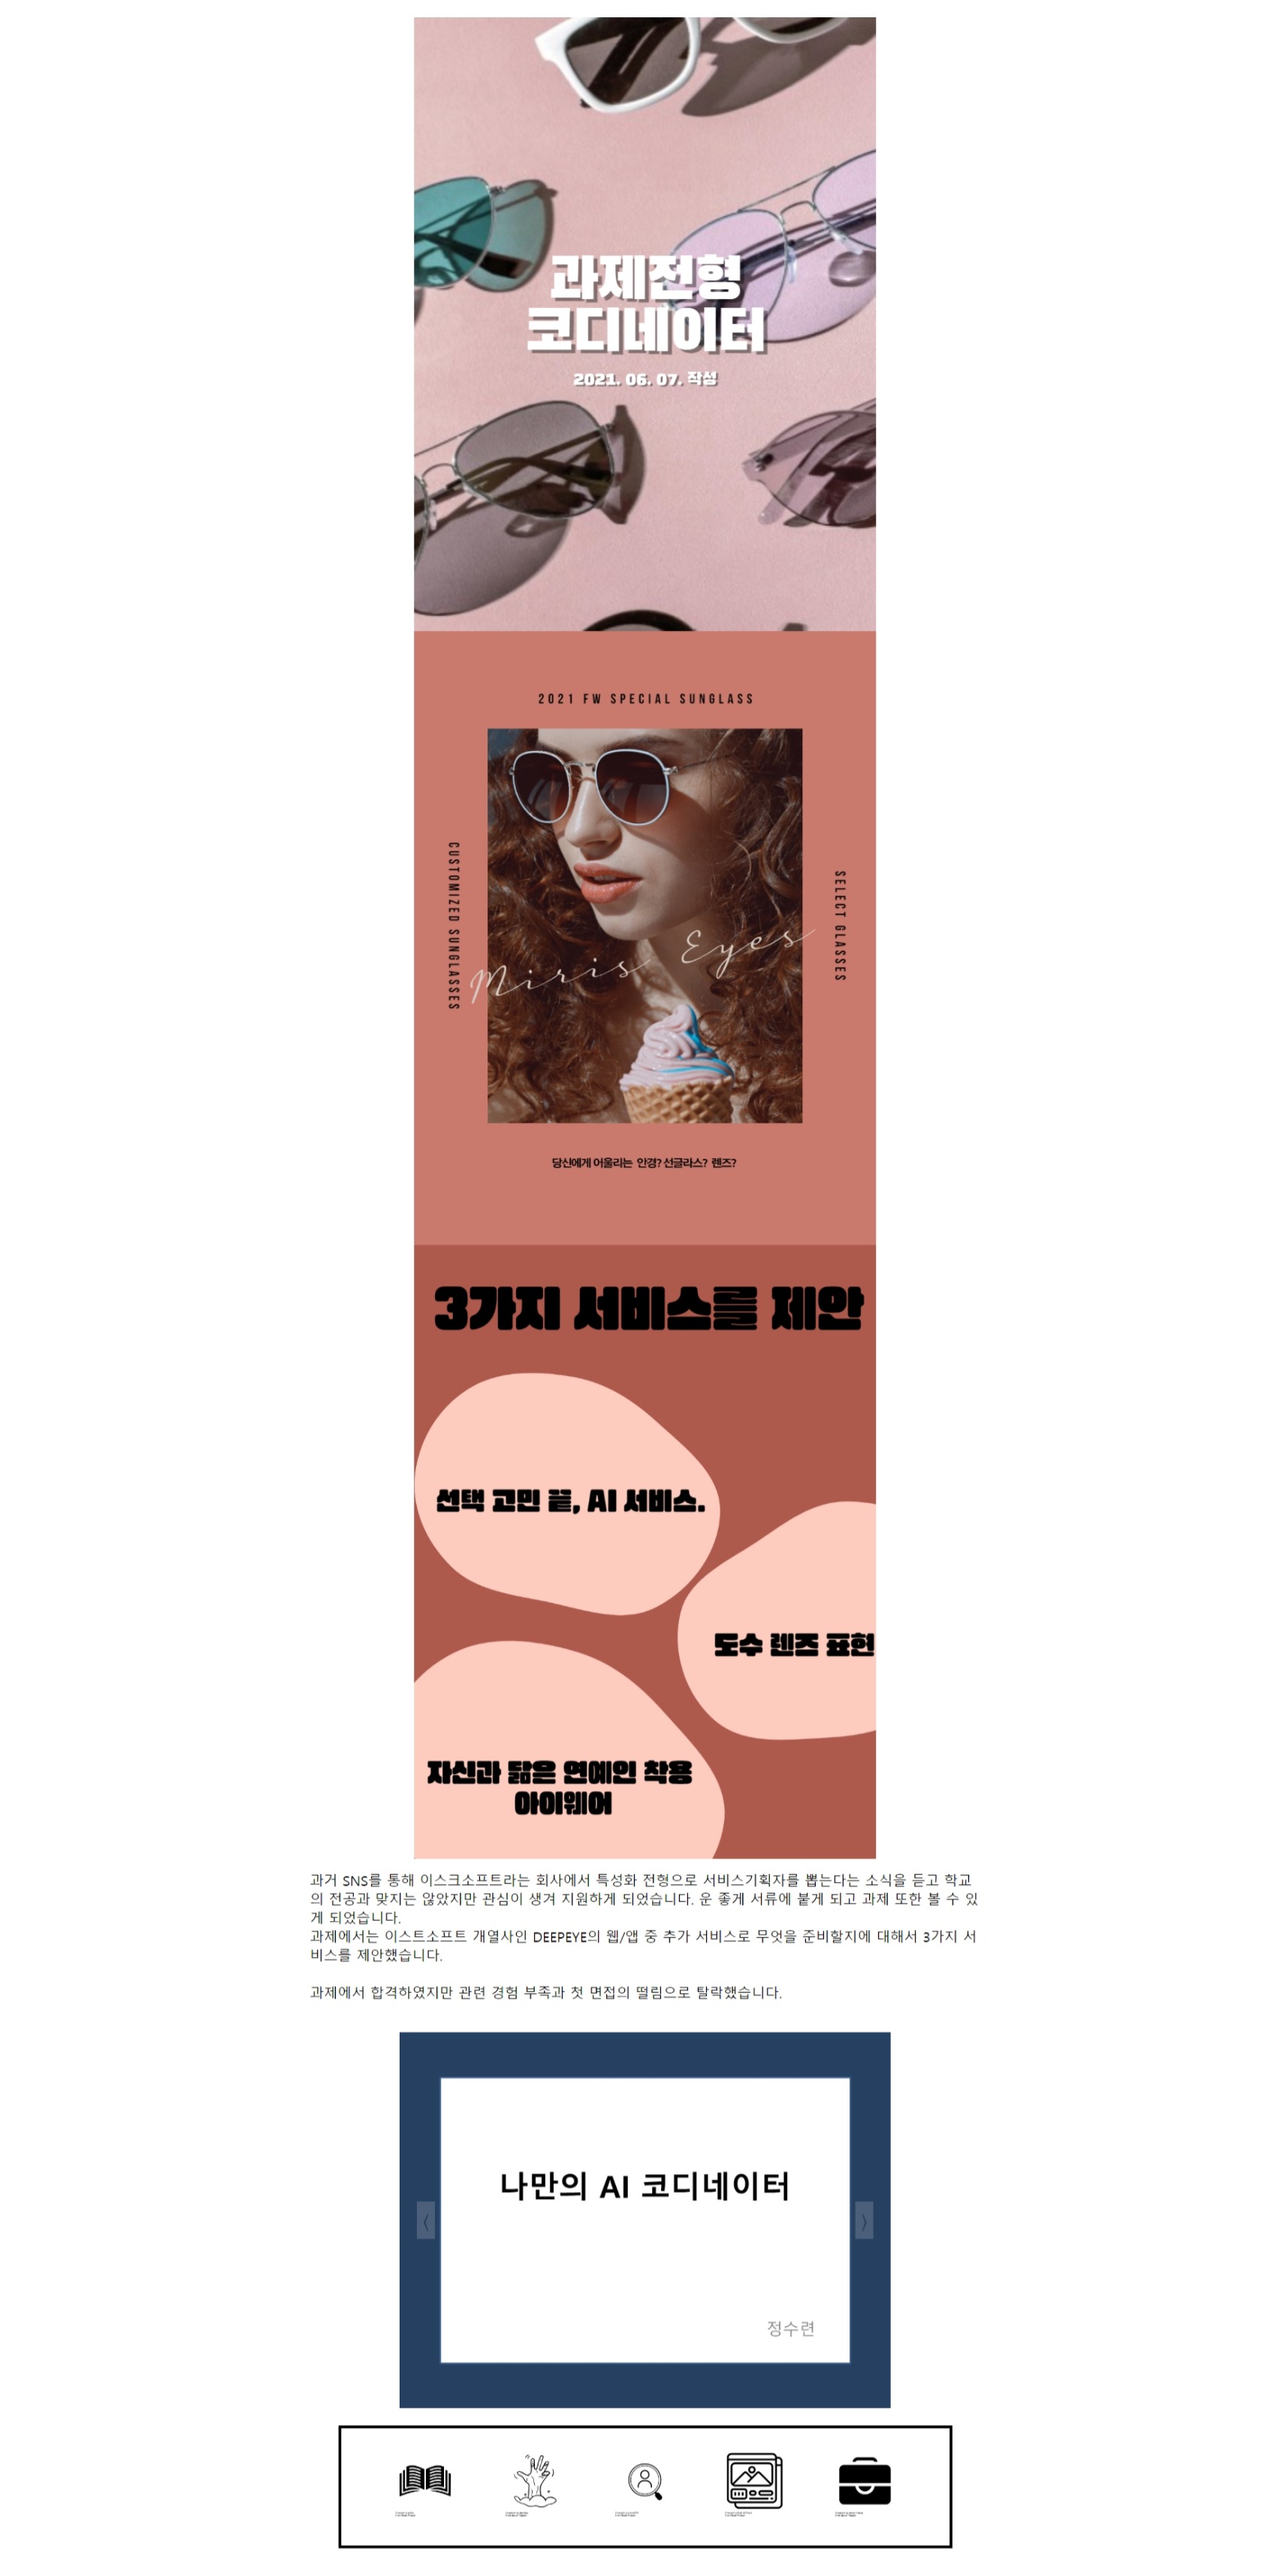 과제전형
코디네이터
2021. 06. 07. 작성
2021 FW SPECIAL SUNGLASS
CUSTOMIZED SUNGLASSES
SELECT GLASSES
Miris Eyes
당신에게 어울리는 안경? 선글라스? 렌즈?
3가지 서비스를 제안
선택 고민 끝, AI 서비스.
도수 렌즈 표현
자신과 닮은 연예인 착용
아이웨어
과거 SNS를 통해 이스크소프트라는 회사에서 특성화 전형으로 서비스기획자를 뽑는다는 소식을 듣고 학교
의 전공과 맞지는 않았지만 관심이 생겨 지원하게 되었습니다. 운 좋게 서류에 붙게 되고 과제 또한 볼 수 있
게 되었습니다.
과제에서는 이스트소프트 개열사인 DEEPEYE의 웹/앱 중 추가 서비스로 무엇을 준비할지에 대해서 3가지 서
비스를 제안했습니다.
과제에서 합격하였지만 관련 경험 부족과 첫 면접의 떨림으로 탈락했습니다.
나만의 AI 코디네이터
정수련